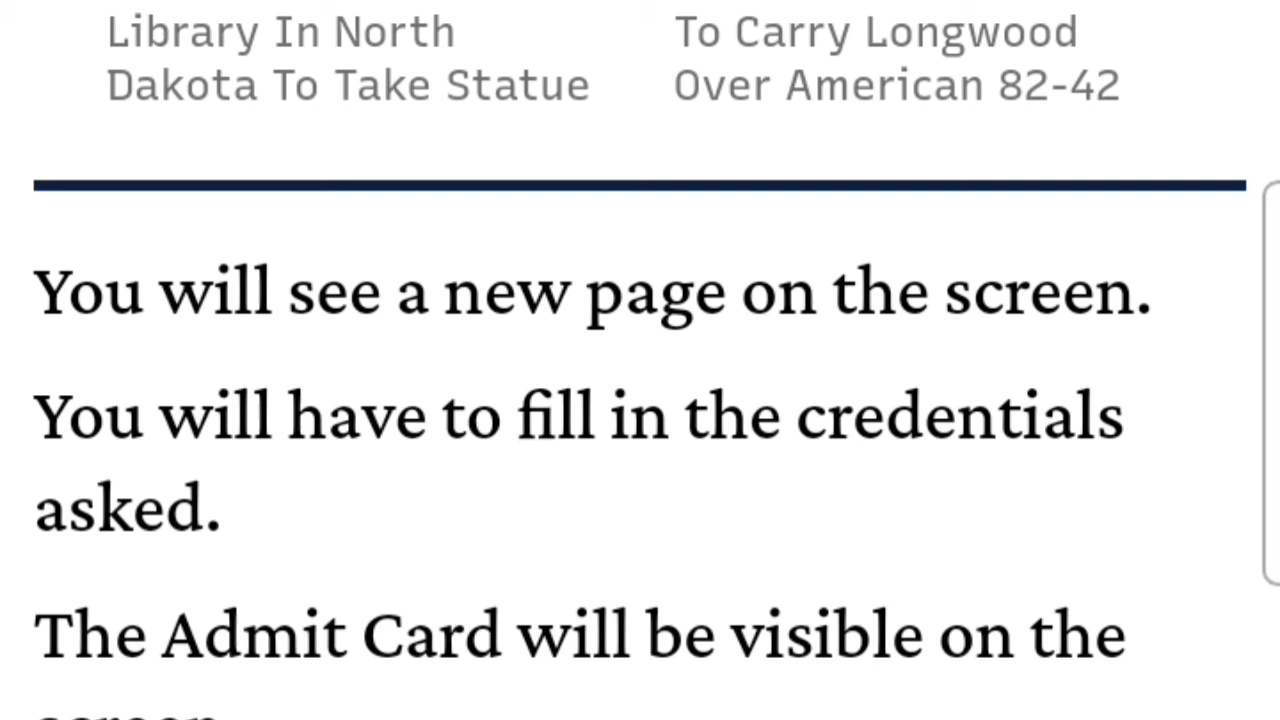 Library In North
Dakota To Take Statue
To Carry Longwood
Over American 82-42
You will see a new page on the screen.
You will have to fill in the credentials
asked.
The Admit Card will be visible on the